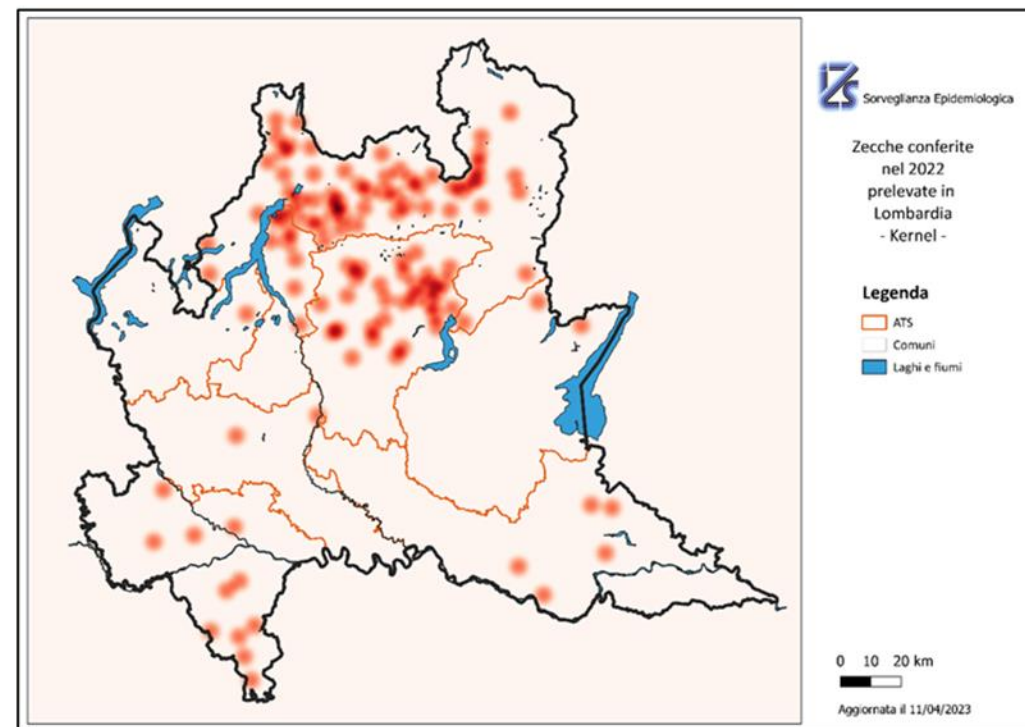 IZS Sorveglianza Epidemiologica
Zecche conferite
nel 2022
prelevate in
Lombardia
- Kernel -
Legenda
ATS
Comuni
Laghi e fiumi
0 10 20 km
Aggiornata il 11/04/2023